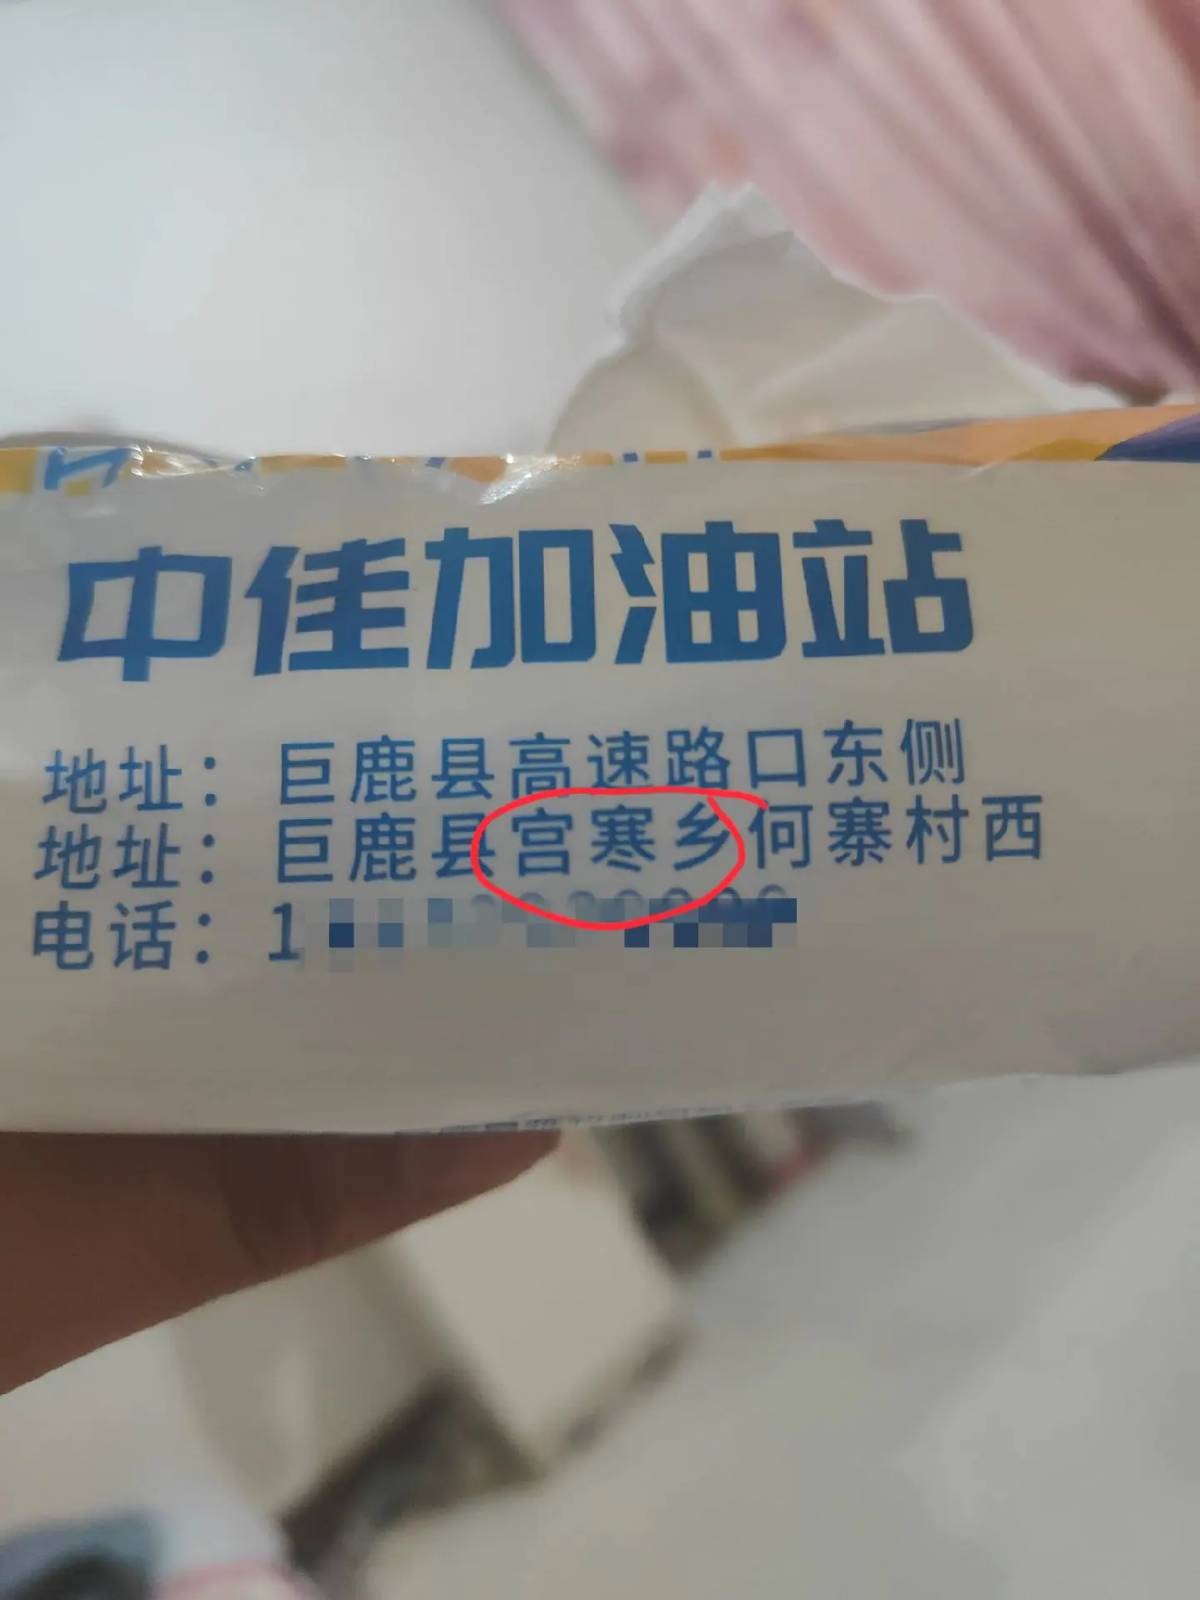 中佳加油站
地址：巨鹿县高速路口东侧
地址：巨鹿县宫寒乡何寨村西
电话：1